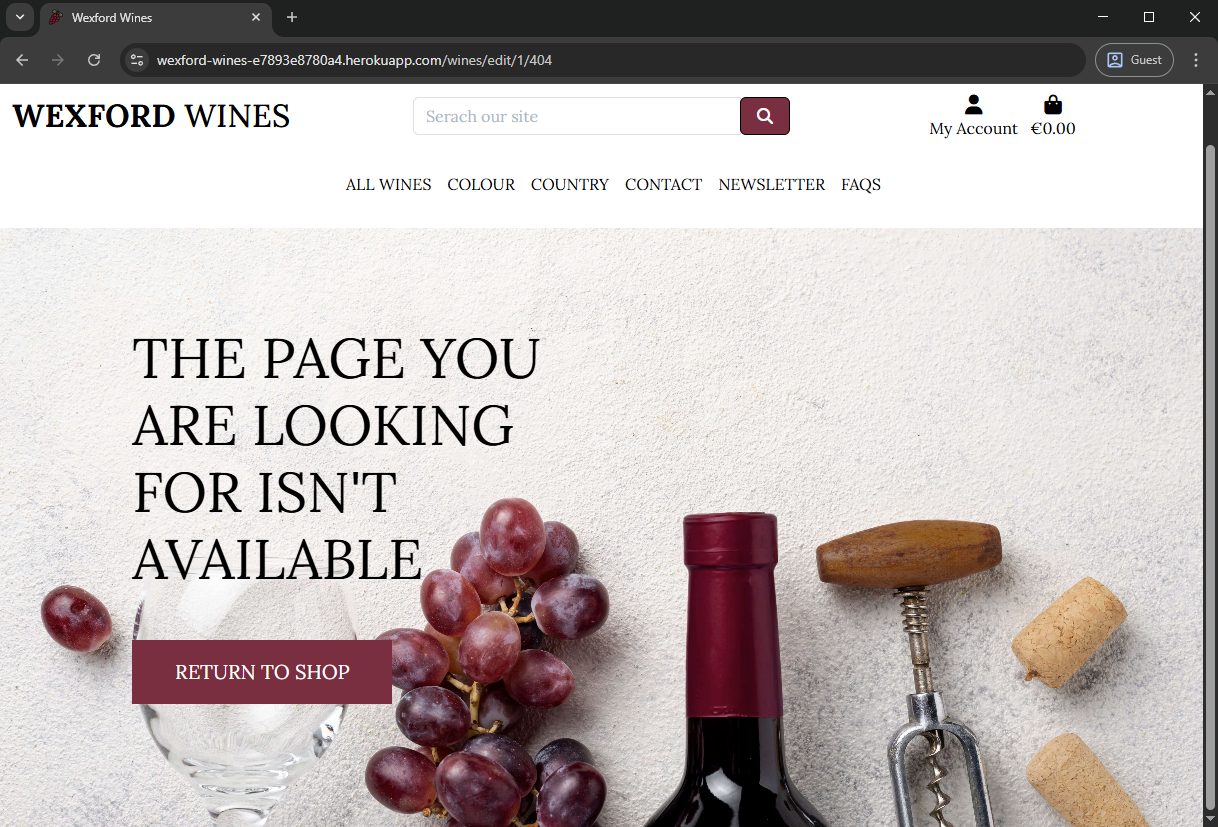 Wexford Wines
wexford-wines-e7893e8780a4.herokuapp.com/wines/edit/1/404
Guest
WEXFORD WINES
Serach our site
My Account
€0.00
ALL WINES
COLOUR
COUNTRY
CONTACT
NEWSLETTER
FAQS
THE PAGE YOU
ARE LOOKING
FOR ISN'T
AVAILABLE
RETURN TO SHOP